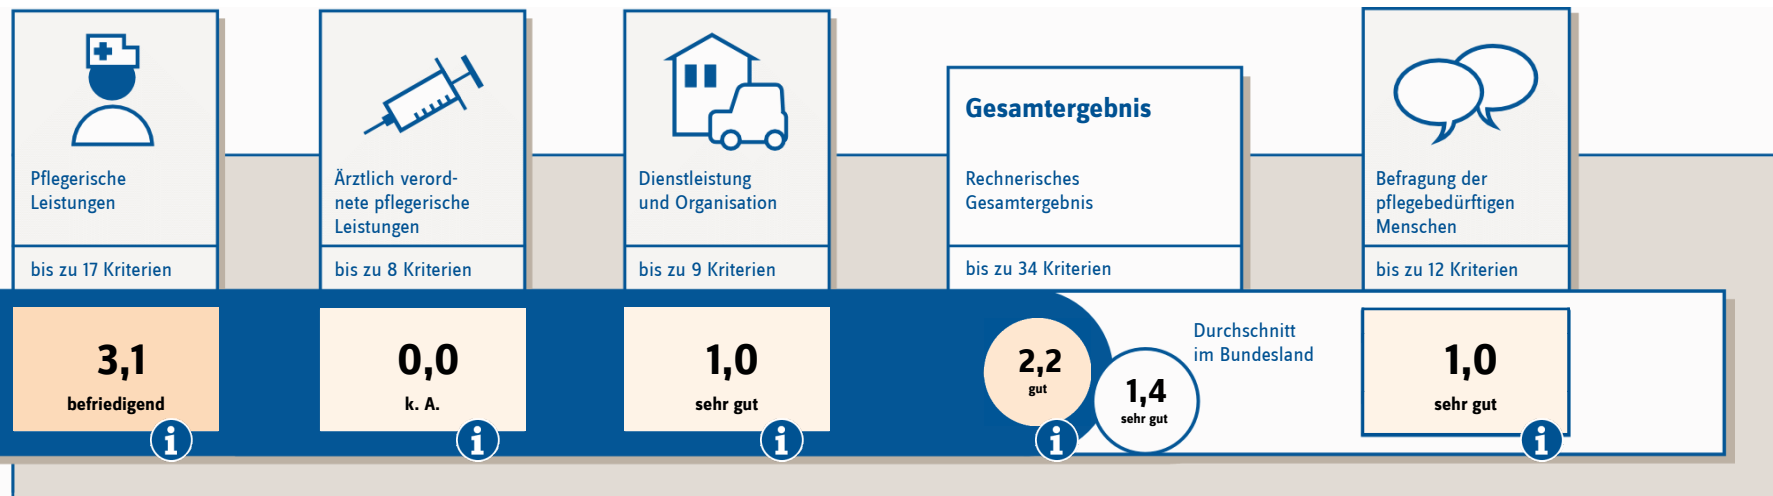 Pflegerische
Leistungen
bis zu 17 Kriterien
3,1
befriedigend
i
Ärztlich verord-
nete pflegerische
Leistungen
bis zu 8 Kriterien
0,0
k. A.
i
Dienstleistung
und Organisation
bis zu 9 Kriterien
1,0
sehr gut
i
Gesamtergebnis
Rechnerisches
Gesamtergebnis
bis zu 34 Kriterien
2,2
gut
i
1,4
sehr gut
Durchschnitt
im Bundesland
Befragung der
pflegebedürftigen
Menschen
bis zu 12 Kriterien
1,0
sehr gut
i